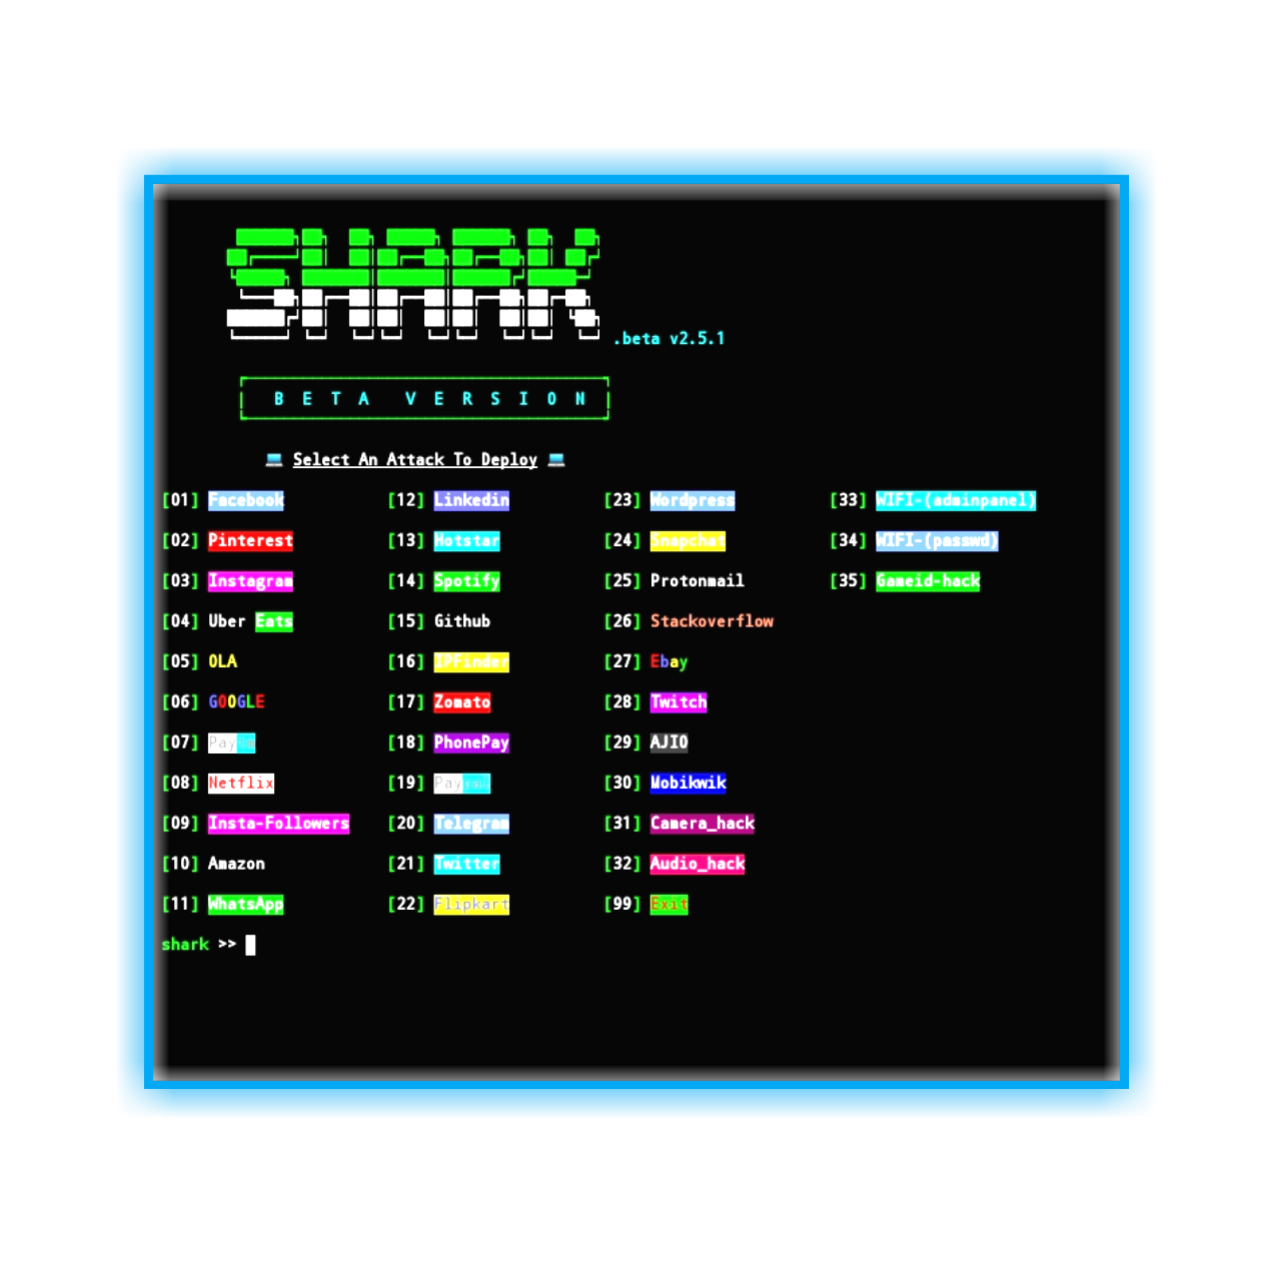 SHARK .beta v2.5.1
BETA VERSION
Select An Attack To Deploy
[01] Facebook [12] Linkedin [23] Wordpress [33] WIFI-(adminpanel)
[02] Pinterest [13] Hotstar [24] Snapchat [34] WIFI-(passwd)
[03] Instagram [14] Spotify [25] Protonmail [35] Gameid-hack
[04] Uber Eats [15] Github [26] Stackoverflow
[05] OLA [16] IPFinder [27] Ebay
[06] GOOGLE [17] Zomato [28] Twitch
[07] Paytm [18] PhonePay [29] AJIO
[08] Netflix [19] Pay [30] Mobikwik
[09] Insta-Followers [20] Telegram [31] Camera_hack
[10] Amazon [21] Twitter [32] Audio_hack
[11] WhatsApp [22] Flipkart [99] Exit
shark >>